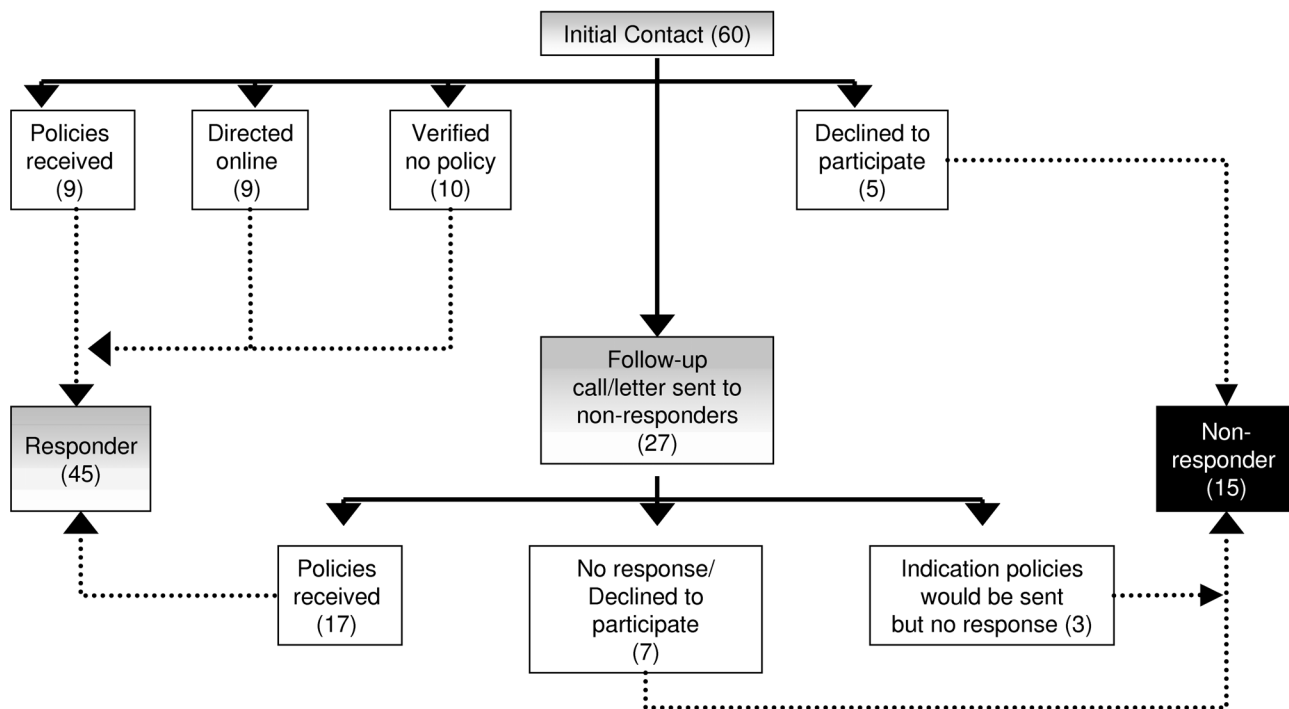 Initial Contact (60)
Policies
received
(9)
Directed
online
(9)
Verified
no policy
(10)
Declined to
participate
(5)
Follow-up
call/letter sent to
non-responders
(27)
Responder
(45)
Non-
responder
(15)
Policies
received
(17)
No response/
Declined to
participate
(7)
Indication policies
would be sent
but no response (3)